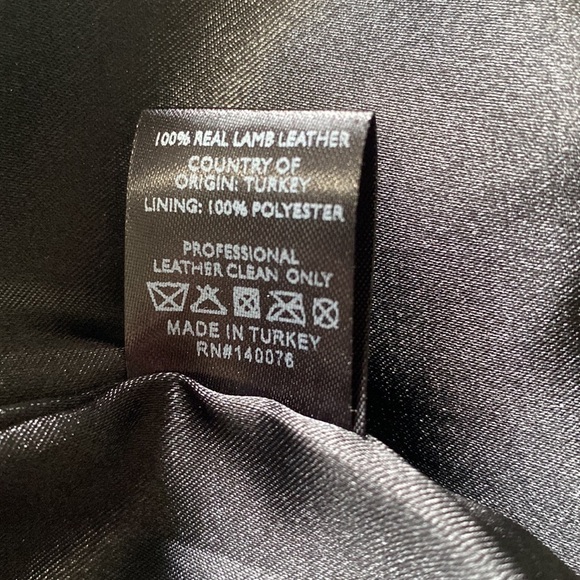 100% REAL LAMB LEATHER
COUNTRY OF
ORIGIN: TURKEY
LINING: 100% POLYESTER
PROFESSIONAL
LEATHER CLEAN ONLY
MADE IN TURKEY
RN#140076